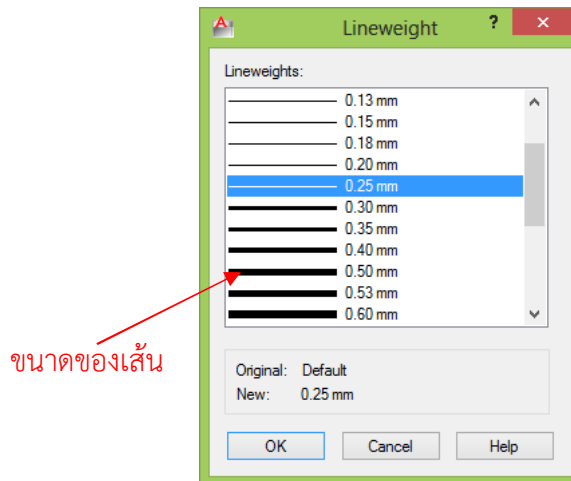 Lineweight ? ×
Lineweights:
0.13 mm
0.15 mm
0.18 mm
0.20 mm
0.25 mm
0.30 mm
0.35 mm
0.40 mm
0.50 mm
0.53 mm
0.60 mm
ขนาดของเส้น
Original: Default
New: 0.25 mm
OK Cancel Help